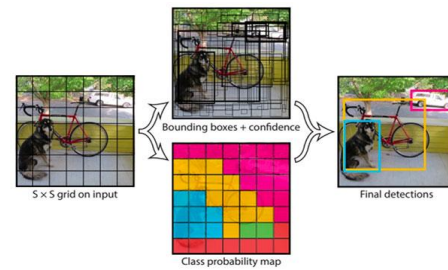 Bounding boxes + confidence
S × S grid on input
Final detections
Class probability map